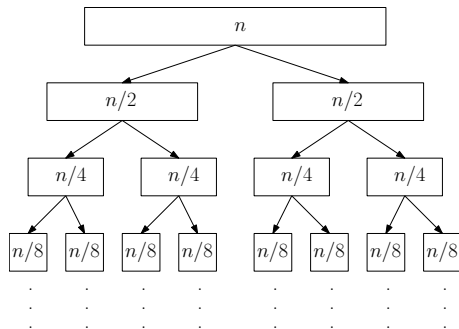 n
n/2 n/2
n/4 n/4 n/4 n/4
n/8 n/8 n/8 n/8 n/8 n/8 n/8 n/8
. . . . . . . .
. . . . . . . .
. . . . . . . .